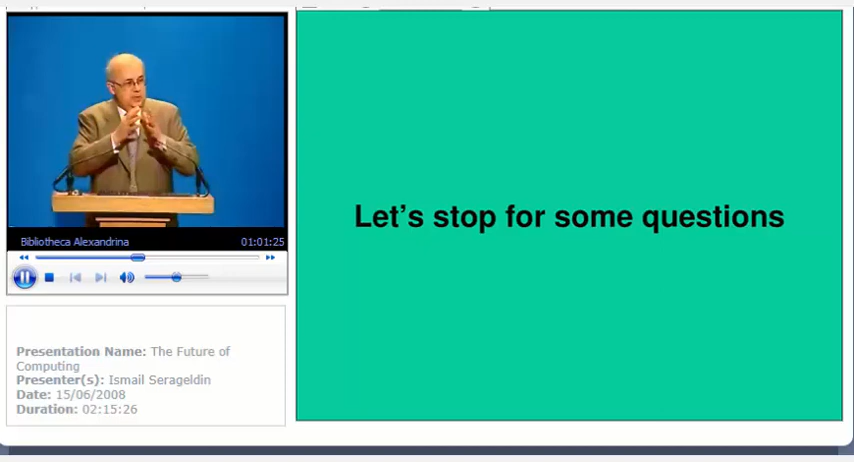 Let’s stop for some questions
Bibliotheca Alexandrina 01:01:25
Presentation Name: The Future of
Computing
Presenter(s): Ismail Serageldin
Date: 15/06/2008
Duration: 02:15:26